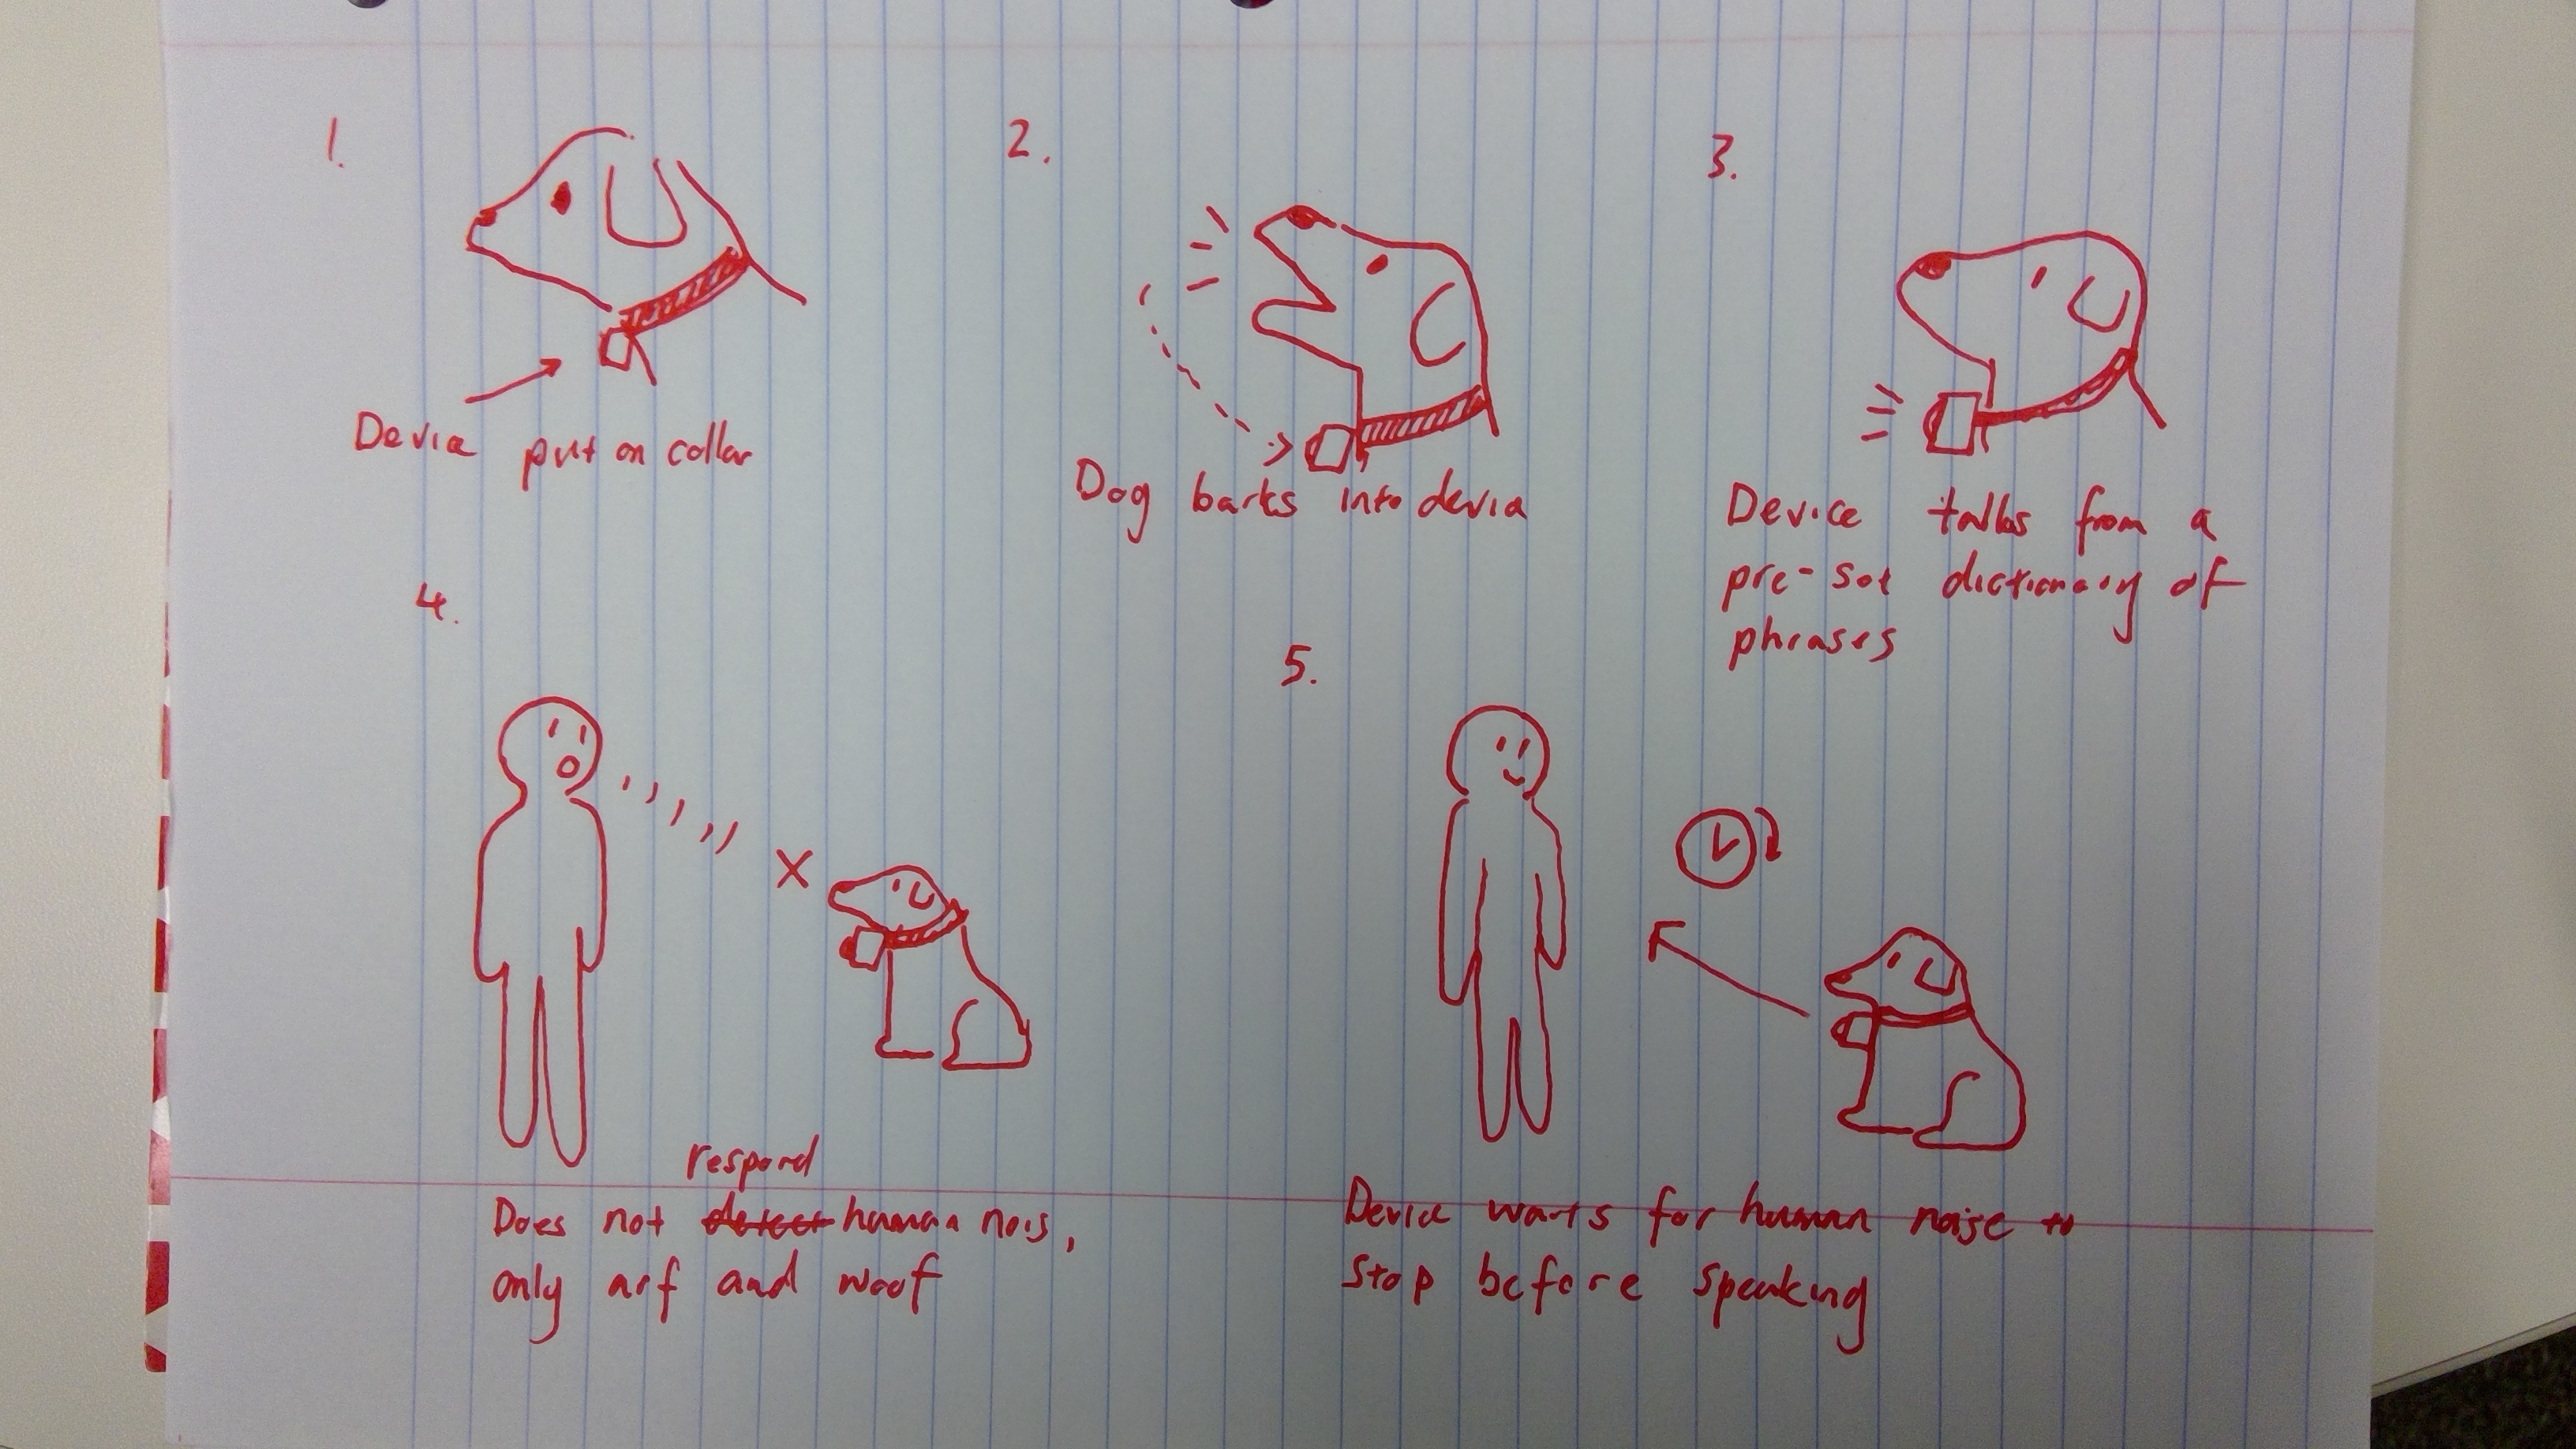 1.
Device put on collar
2.
Dog barks into device
3.
Device talks from a
pre-set dictionary of
phrases
4.
respond
Does not detect human nois,
only arf and woof
5.
Device waits for human noise to
stop before speaking